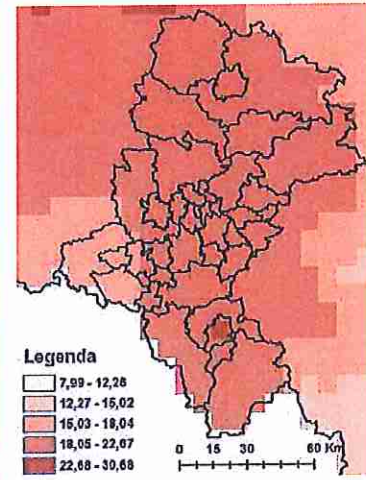 Legenda
7,99 - 12,26
12,27 - 15,02
15,03 - 18,04
18,05 - 22,67
22,68 - 30,68
0 15 30 60 Km